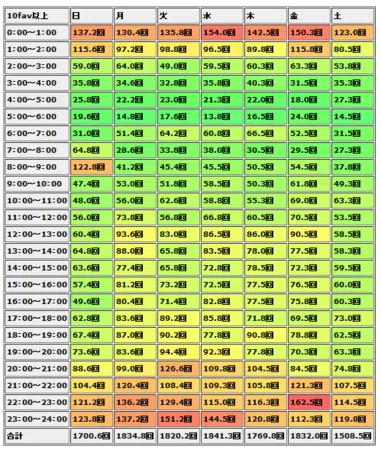 10fav以上 日 月 火 水 木 金 土
0:00~1:00 137.2回 130.4回 135.8回 154.0回 142.5回 150.3回 123.0回
1:00~2:00 115.6回 97.2回 98.8回 96.5回 89.8回 115.8回 80.5回
2:00~3:00 59.0回 64.0回 49.0回 59.5回 60.3回 63.3回 53.8回
3:00~4:00 35.8回 34.6回 32.8回 35.8回 40.3回 31.5回 35.3回
4:00~5:00 25.8回 22.2回 23.0回 21.3回 22.0回 18.0回 27.3回
5:00~6:00 19.6回 14.8回 17.6回 13.8回 16.5回 24.0回 14.5回
6:00~7:00 31.0回 51.4回 64.2回 60.8回 66.5回 52.5回 31.5回
7:00~8:00 64.8回 28.6回 33.8回 38.0回 30.5回 29.5回 27.3回
8:00~9:00 122.8回 41.2回 45.4回 45.5回 50.5回 54.5回 37.8回
9:00~10:00 47.4回 53.0回 51.8回 58.5回 50.3回 61.8回 49.3回
10:00~11:00 48.0回 56.0回 62.6回 58.8回 55.3回 69.0回 63.3回
11:00~12:00 56.0回 73.8回 56.8回 66.8回 60.5回 70.5回 53.5回
12:00~13:00 60.4回 93.6回 83.0回 86.5回 86.0回 90.5回 58.5回
13:00~14:00 64.8回 88.0回 65.8回 83.5回 78.0回 77.5回 58.3回
14:00~15:00 63.6回 77.4回 65.8回 72.8回 78.5回 72.3回 59.5回
15:00~16:00 57.4回 81.2回 73.2回 72.5回 77.5回 76.5回 60.0回
16:00~17:00 49.6回 80.4回 71.4回 82.8回 77.5回 75.8回 60.3回
17:00~18:00 62.8回 83.6回 89.2回 85.8回 71.8回 69.5回 73.0回
18:00~19:00 67.4回 87.0回 90.2回 77.8回 90.8回 78.8回 62.5回
19:00~20:00 73.6回 83.6回 94.4回 92.3回 77.8回 70.3回 63.3回
20:00~21:00 88.6回 99.0回 126.6回 109.8回 104.5回 84.5回 74.8回
21:00~22:00 104.4回 120.4回 108.4回 109.3回 105.8回 121.3回 107.5回
22:00~23:00 121.2回 136.2回 129.4回 115.0回 116.3回 162.5回 114.5回
23:00~24:00 123.8回 137.2回 151.2回 144.5回 120.8回 112.3回 119.8回
合計 1700.6回 1834.8回 1820.2回 1841.3回 1769.8回 1832.0回 1508.5回